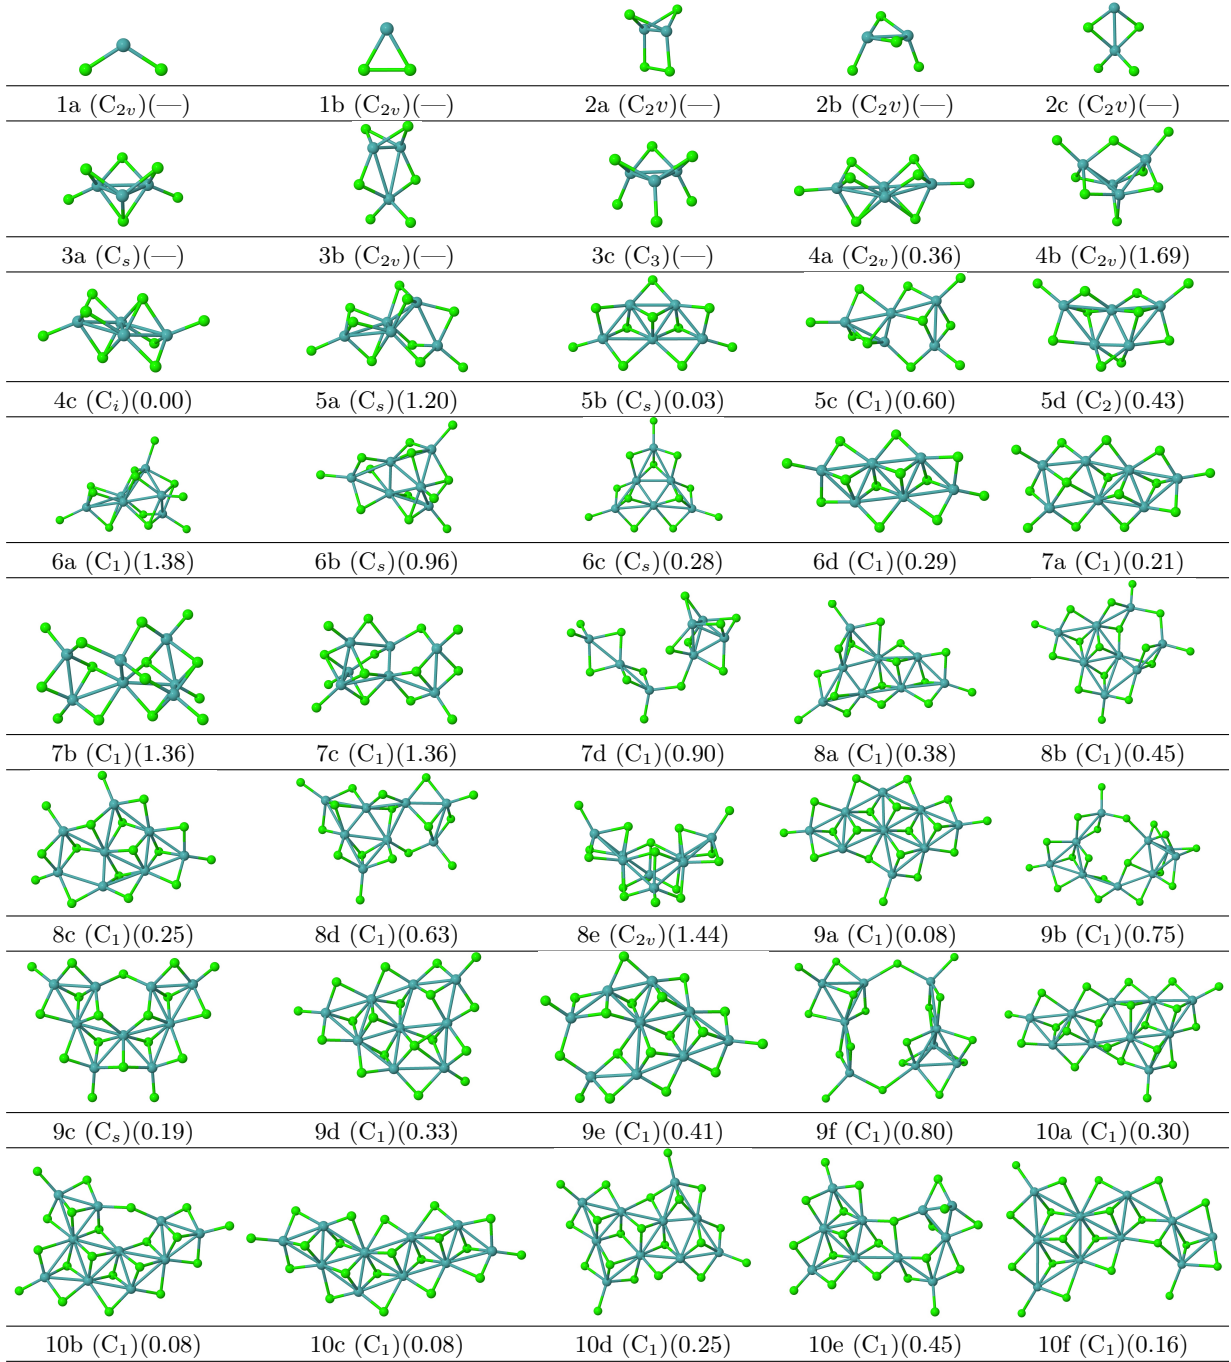 1a (C2v)(—) 1b (C2v)(—) 2a (C2v)(—) 2b (C2v)(—) 2c (C2v)(—)
3a (Cs)(—) 3b (C2v)(—) 3c (C3)(—) 4a (C2v)(0.36) 4b (C2v)(1.69)
4c (Ci)(0.00) 5a (Cs)(1.20) 5b (Cs)(0.03) 5c (C1)(0.60) 5d (C2)(0.43)
6a (C1)(1.38) 6b (Cs)(0.96) 6c (Cs)(0.28) 6d (C1)(0.29) 7a (C1)(0.21)
7b (C1)(1.36) 7c (C1)(1.36) 7d (C1)(0.90) 8a (C1)(0.38) 8b (C1)(0.45)
8c (C1)(0.25) 8d (C1)(0.63) 8e (C2v)(1.44) 9a (C1)(0.08) 9b (C1)(0.75)
9c (Cs)(0.19) 9d (C1)(0.33) 9e (C1)(0.41) 9f (C1)(0.80) 10a (C1)(0.30)
10b (C1)(0.08) 10c (C1)(0.08) 10d (C1)(0.25) 10e (C1)(0.45) 10f (C1)(0.16)